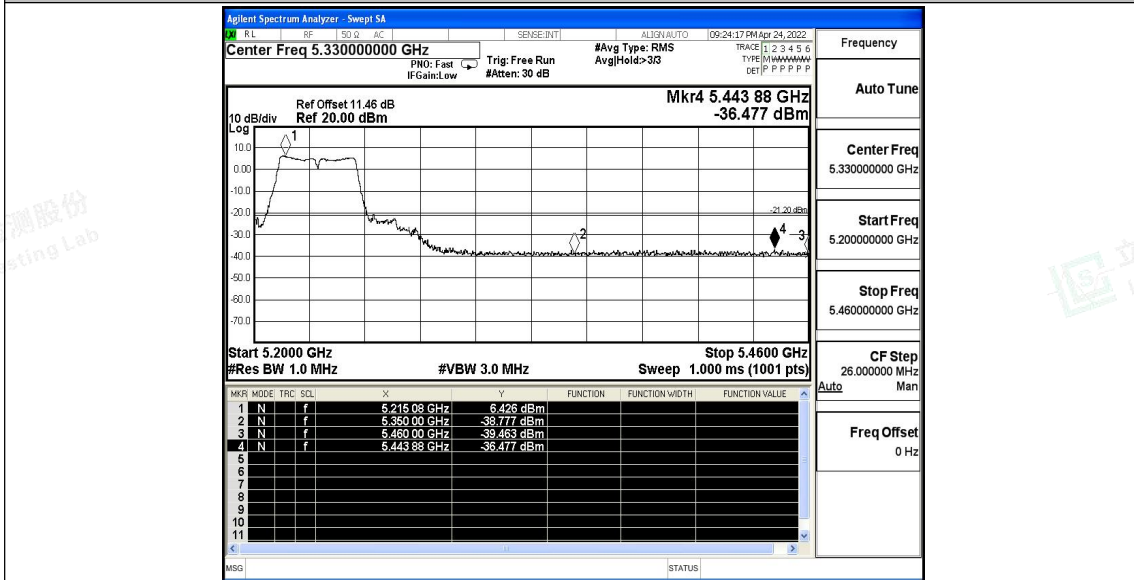 Agilent Spectrum Analyzer - Swept SA
RL RF 50 Ω AC SENSE:INT ALIGN AUTO 09:24:17 PM Apr 24, 2022
Center Freq 5.330000000 GHz
PNO: Fast
IFGain:Low
Trig: Free Run
#Atten: 30 dB
#Avg Type: RMS
Avg|Hold:>3/3
TRACE 1 2 3 4 5 6
TYPE M
DET P P P P P P
Mkr4 5.443 88 GHz
-36.477 dBm
Ref Offset 11.46 dB
10 dB/div Ref 20.00 dBm
Log
10.0
0.00
-10.0
-20.0
-30.0
-40.0
-50.0
-60.0
-70.0
1
2
4
3
-21.20 dBm
Start 5.2000 GHz Stop 5.4600 GHz
#Res BW 1.0 MHz #VBW 3.0 MHz Sweep 1.000 ms (1001 pts)
MKR MODE TRC SCL X Y FUNCTION FUNCTION WIDTH FUNCTION VALUE
1 N f 5.215 08 GHz 6.426 dBm
2 N f 5.350 00 GHz -38.777 dBm
3 N f 5.460 00 GHz -39.463 dBm
4 N f 5.443 88 GHz -36.477 dBm
5
6
7
8
9
10
11
MSG STATUS
Frequency
Auto Tune
Center Freq
5.330000000 GHz
Start Freq
5.200000000 GHz
Stop Freq
5.460000000 GHz
CF Step
26.000000 MHz
Auto Man
Freq Offset
0 Hz
测股份
Lab